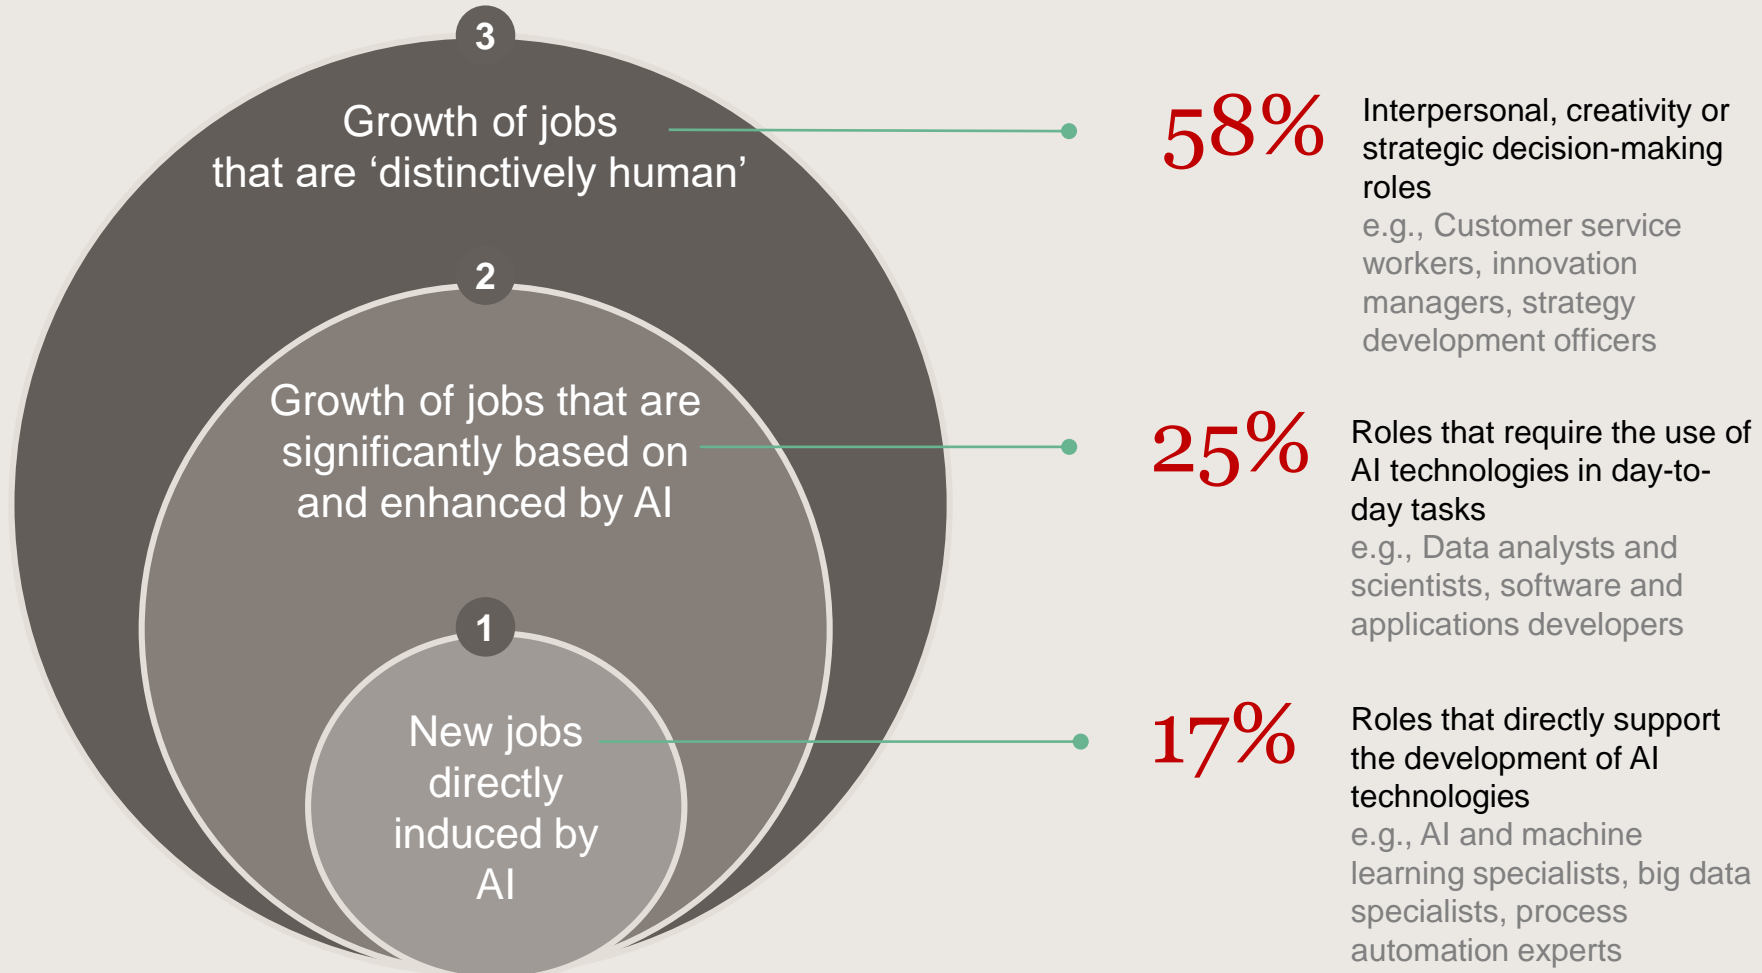 3
Growth of jobs
that are ‘distinctively human’
58%
Interpersonal, creativity or
strategic decision-making
roles
e.g., Customer service
workers, innovation
managers, strategy
development officers
2
Growth of jobs that are
significantly based on
and enhanced by AI
25%
Roles that require the use of
AI technologies in day-to-
day tasks
e.g., Data analysts and
scientists, software and
applications developers
1
New jobs
directly
induced by
AI
17%
Roles that directly support
the development of AI
technologies
e.g., AI and machine
learning specialists, big data
specialists, process
automation experts